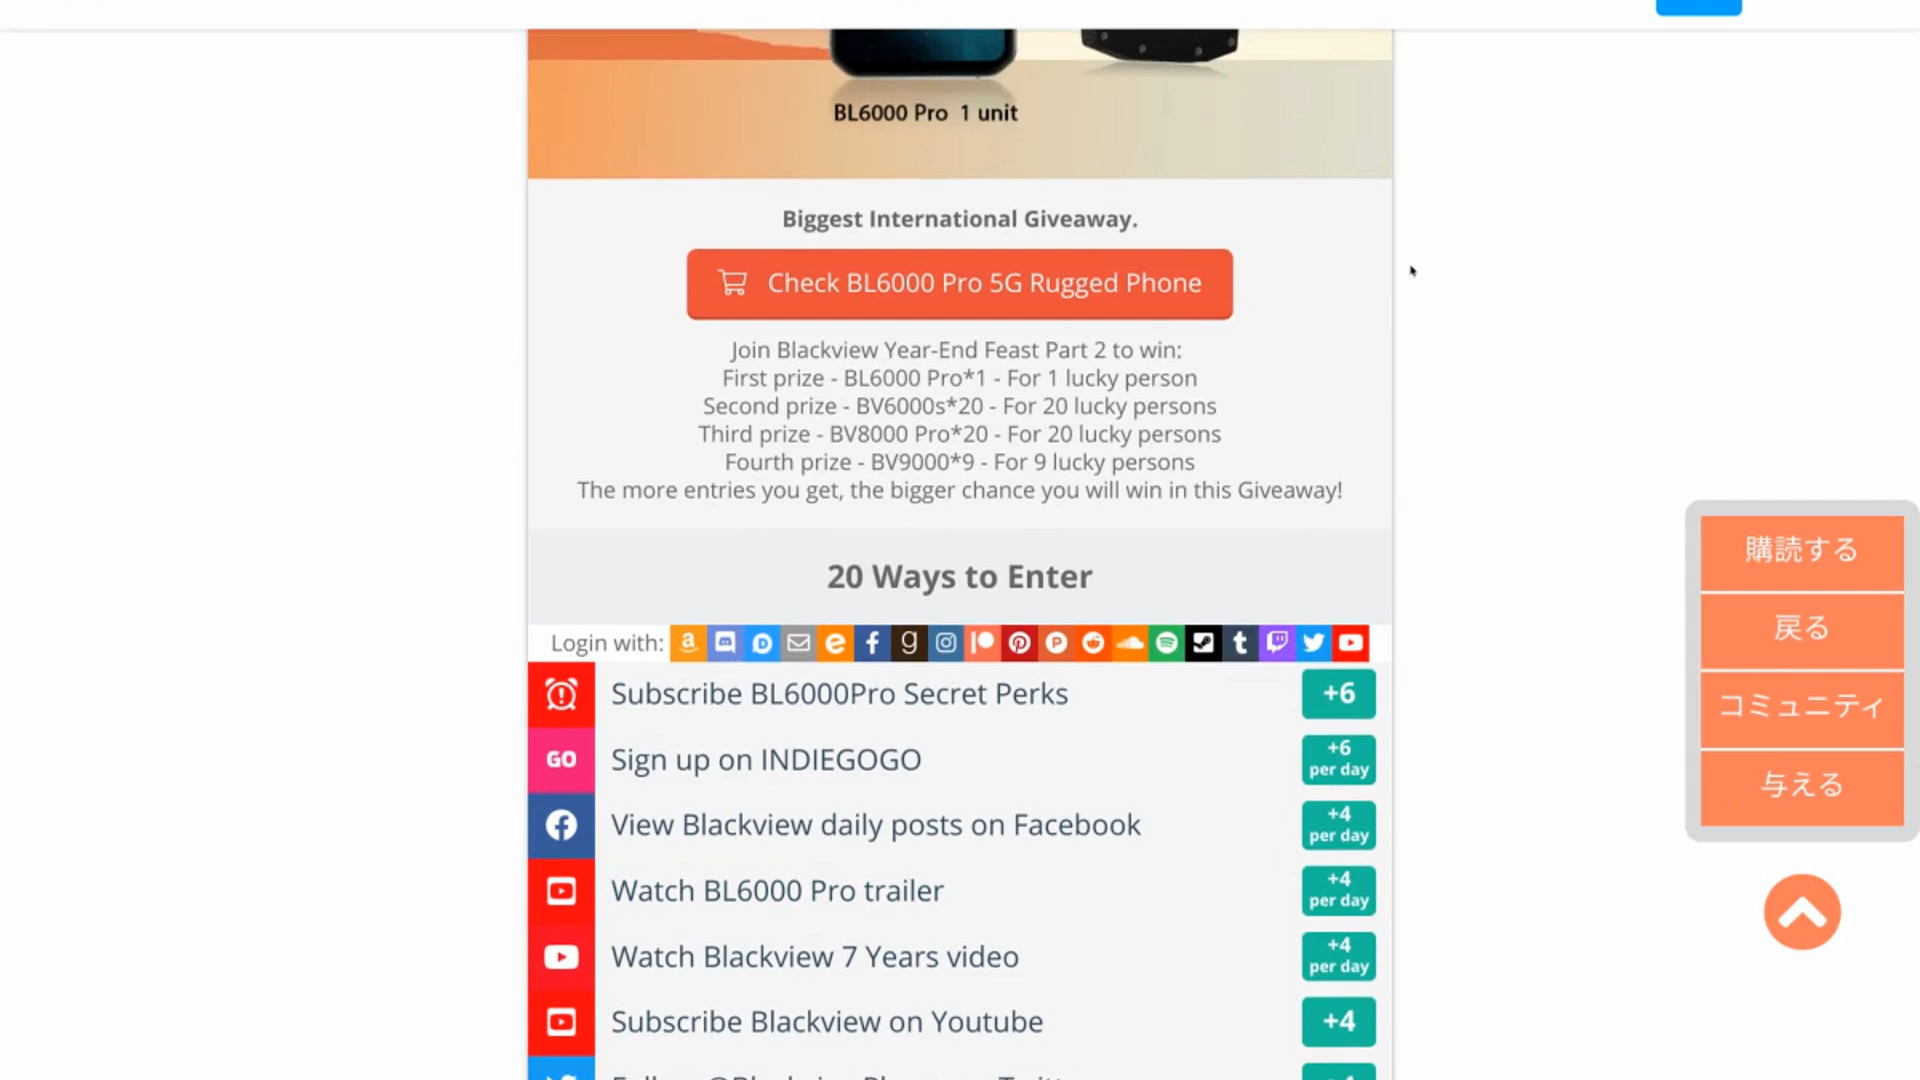 BL6000 Pro 1 unit
Biggest International Giveaway.
Check BL6000 Pro 5G Rugged Phone
Join Blackview Year-End Feast Part 2 to win:
First prize - BL6000 Pro*1 - For 1 lucky person
Second prize - BV6000s*20 - For 20 lucky persons
Third prize - BV8000 Pro*20 - For 20 lucky persons
Fourth prize - BV9000*9 - For 9 lucky persons
The more entries you get, the bigger chance you will win in this Giveaway!
20 Ways to Enter
Login with:
Subscribe BL6000Pro Secret Perks
+6
GO
Sign up on INDIEGOGO
+6
per day
View Blackview daily posts on Facebook
+4
per day
Watch BL6000 Pro trailer
+4
per day
Watch Blackview 7 Years video
+4
per day
Subscribe Blackview on Youtube
+4
購読する
戻る
コミュニティ
与える